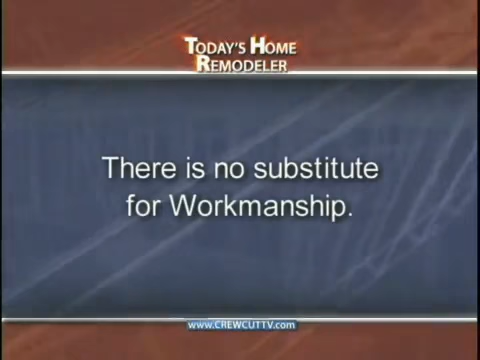 TODAY'S HOME
REMODELER
There is no substitute
for Workmanship.
www.CREWCUTTV.com